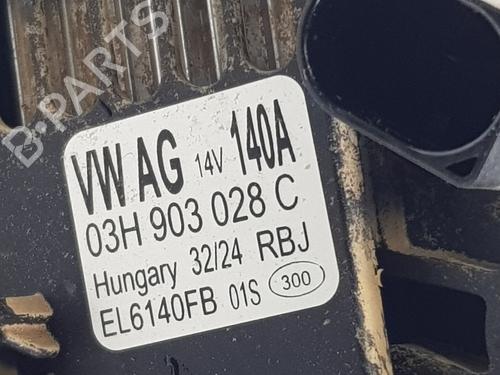 B-PARTS
VW AG 14V 140A
03H 903 028 C
Hungary 32/24 RBJ
EL6140FB 01S 300